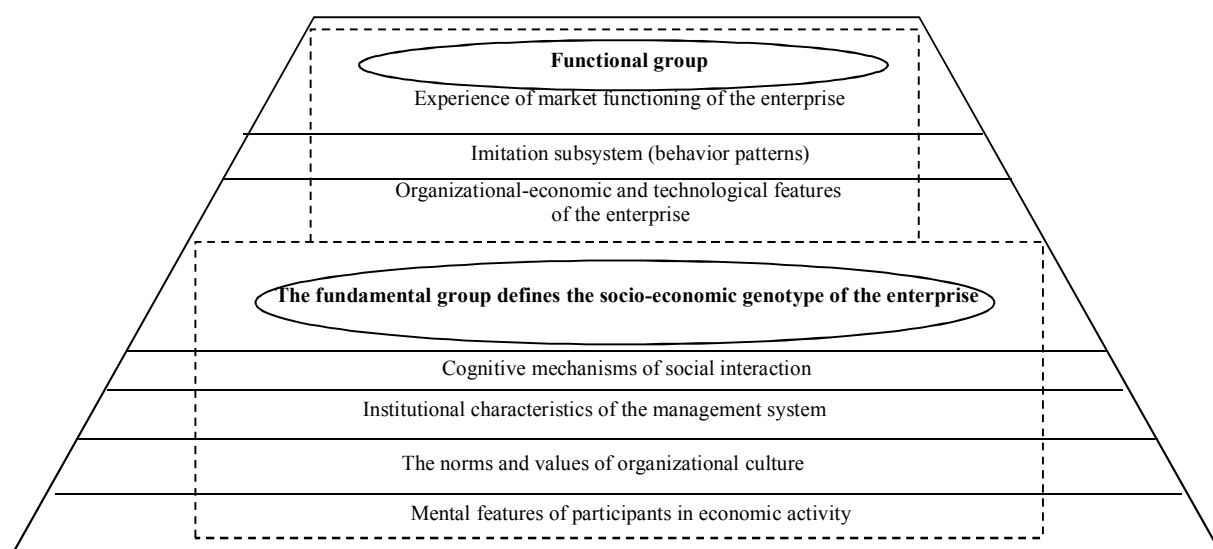 Functional group
Experience of market functioning of the enterprise
Imitation subsystem (behavior patterns)
Organizational-economic and technological features
of the enterprise
The fundamental group defines the socio-economic genotype of the enterprise
Cognitive mechanisms of social interaction
Institutional characteristics of the management system
The norms and values of organizational culture
Mental features of participants in economic activity